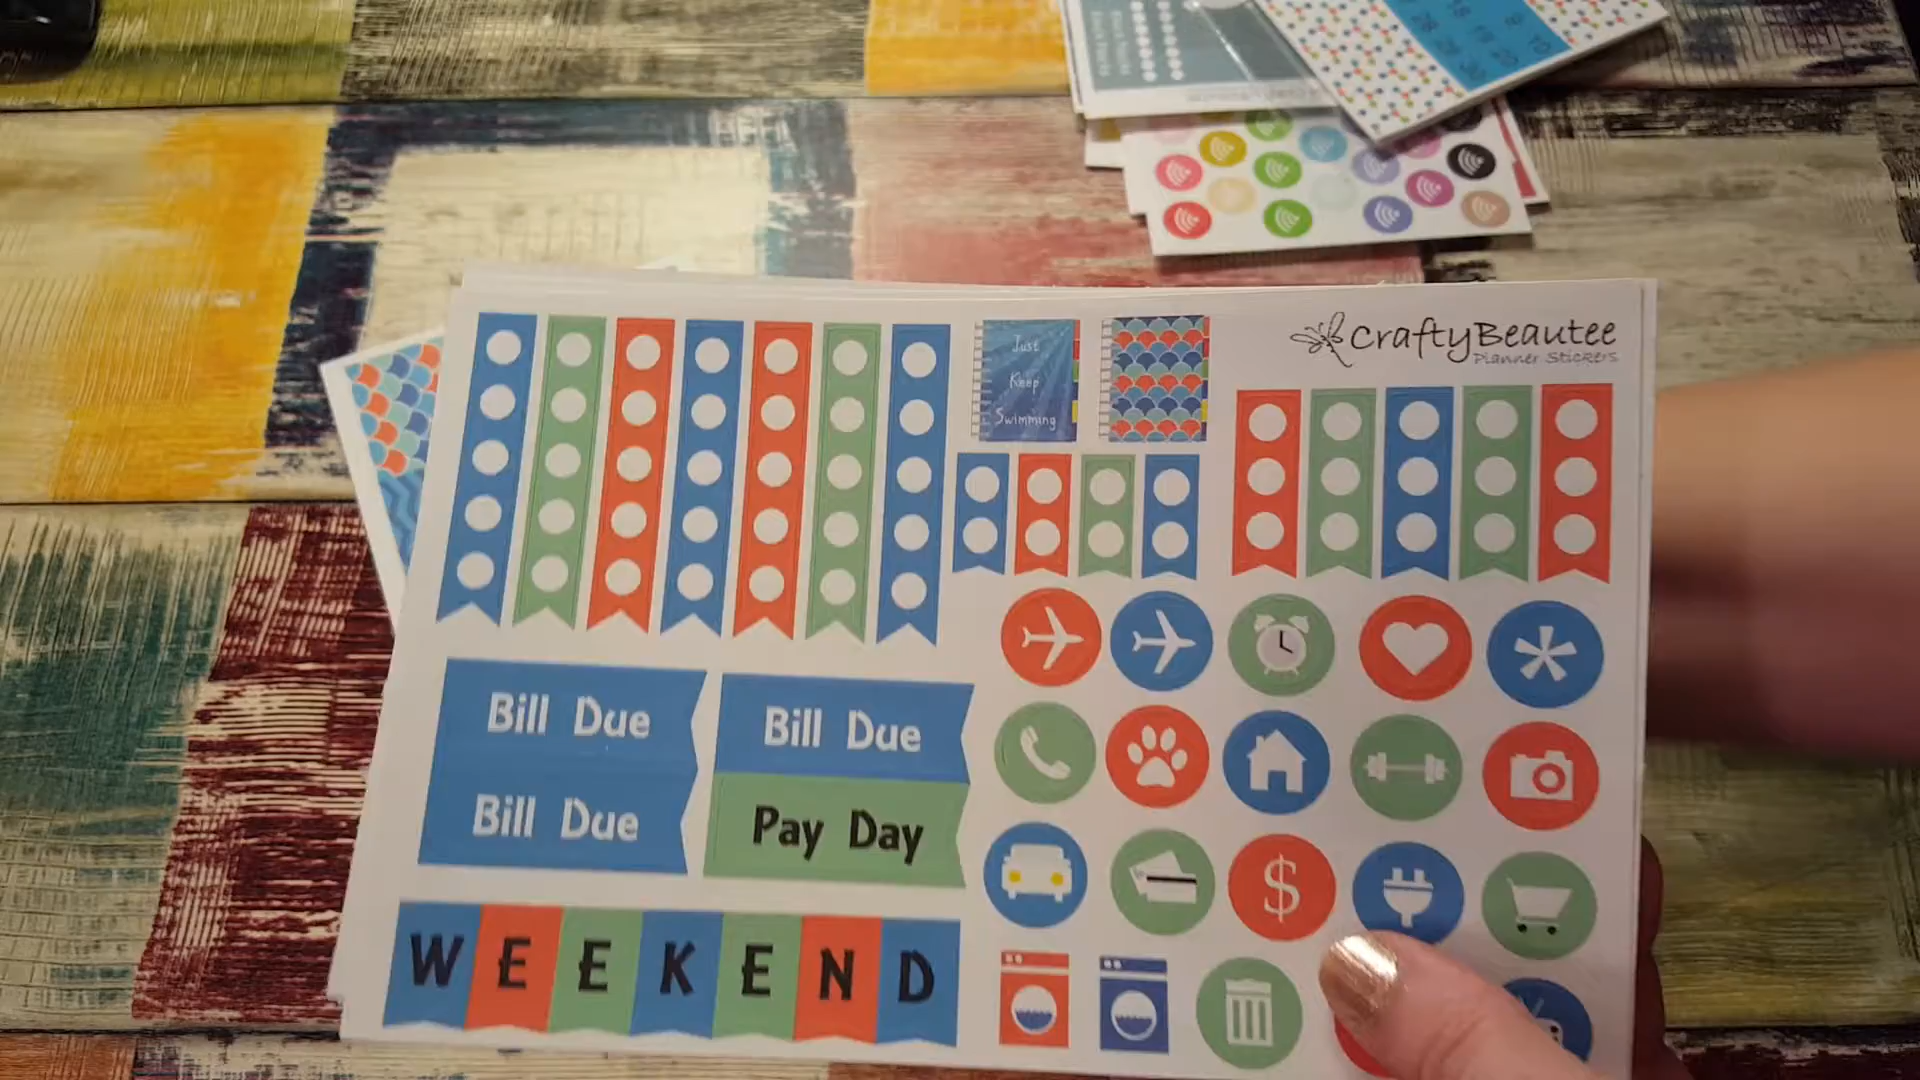 CraftyBeautee
Planner Stickers
Just
Keep
Swimming
Bill Due
Bill Due
Bill Due
Pay Day
$
WEEKEND